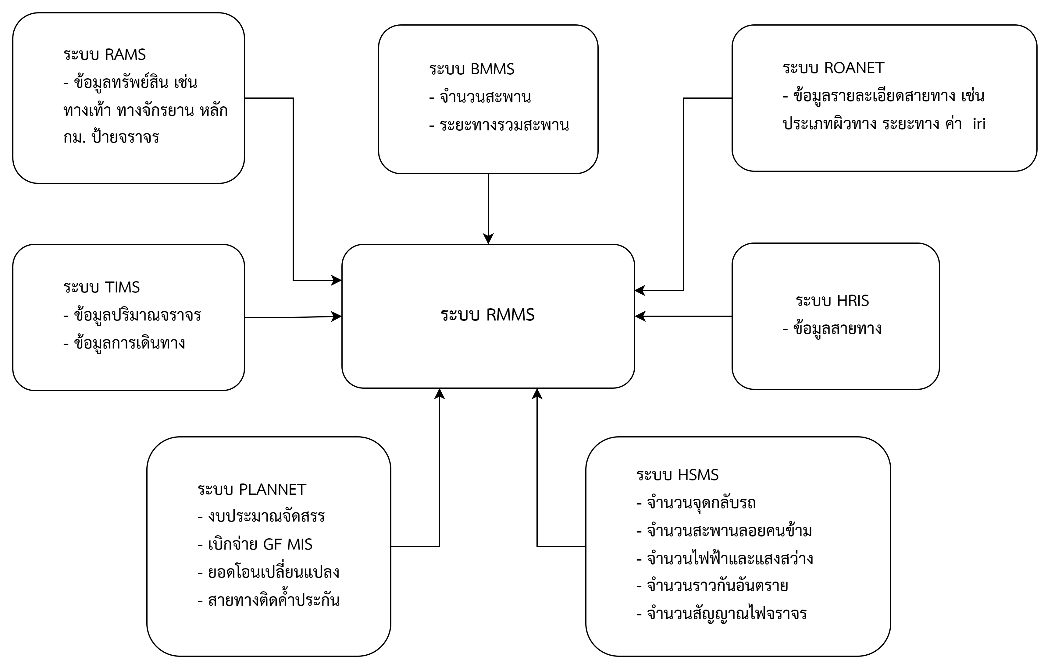 ระบบ RAMS
- ข้อมูลทรัพย์สิน เช่น
ทางเท้า ทางจักรยาน หลัก
กม. ป้ายจราจร
ระบบ BMMS
- จำนวนสะพาน
- ระยะทางรวมสะพาน
ระบบ ROANET
- ข้อมูลรายละเอียดสายทาง เช่น
ประเภทผิวทาง ระยะทาง ค่า iri
ระบบ TIMS
- ข้อมูลปริมาณจราจร
- ข้อมูลการเดินทาง
ระบบ RMMS
ระบบ HRIS
- ข้อมูลสายทาง
ระบบ PLANNET
- งบประมาณจัดสรร
- เบิกจ่าย GF MIS
- ยอดโอนเปลี่ยนแปลง
- สายทางติดค้ำประกัน
ระบบ HSMS
- จำนวนจุดกลับรถ
- จำนวนสะพานลอยคนข้าม
- จำนวนไฟฟ้าและแสงสว่าง
- จำนวนราวกันอันตราย
- จำนวนสัญญาณไฟจราจร